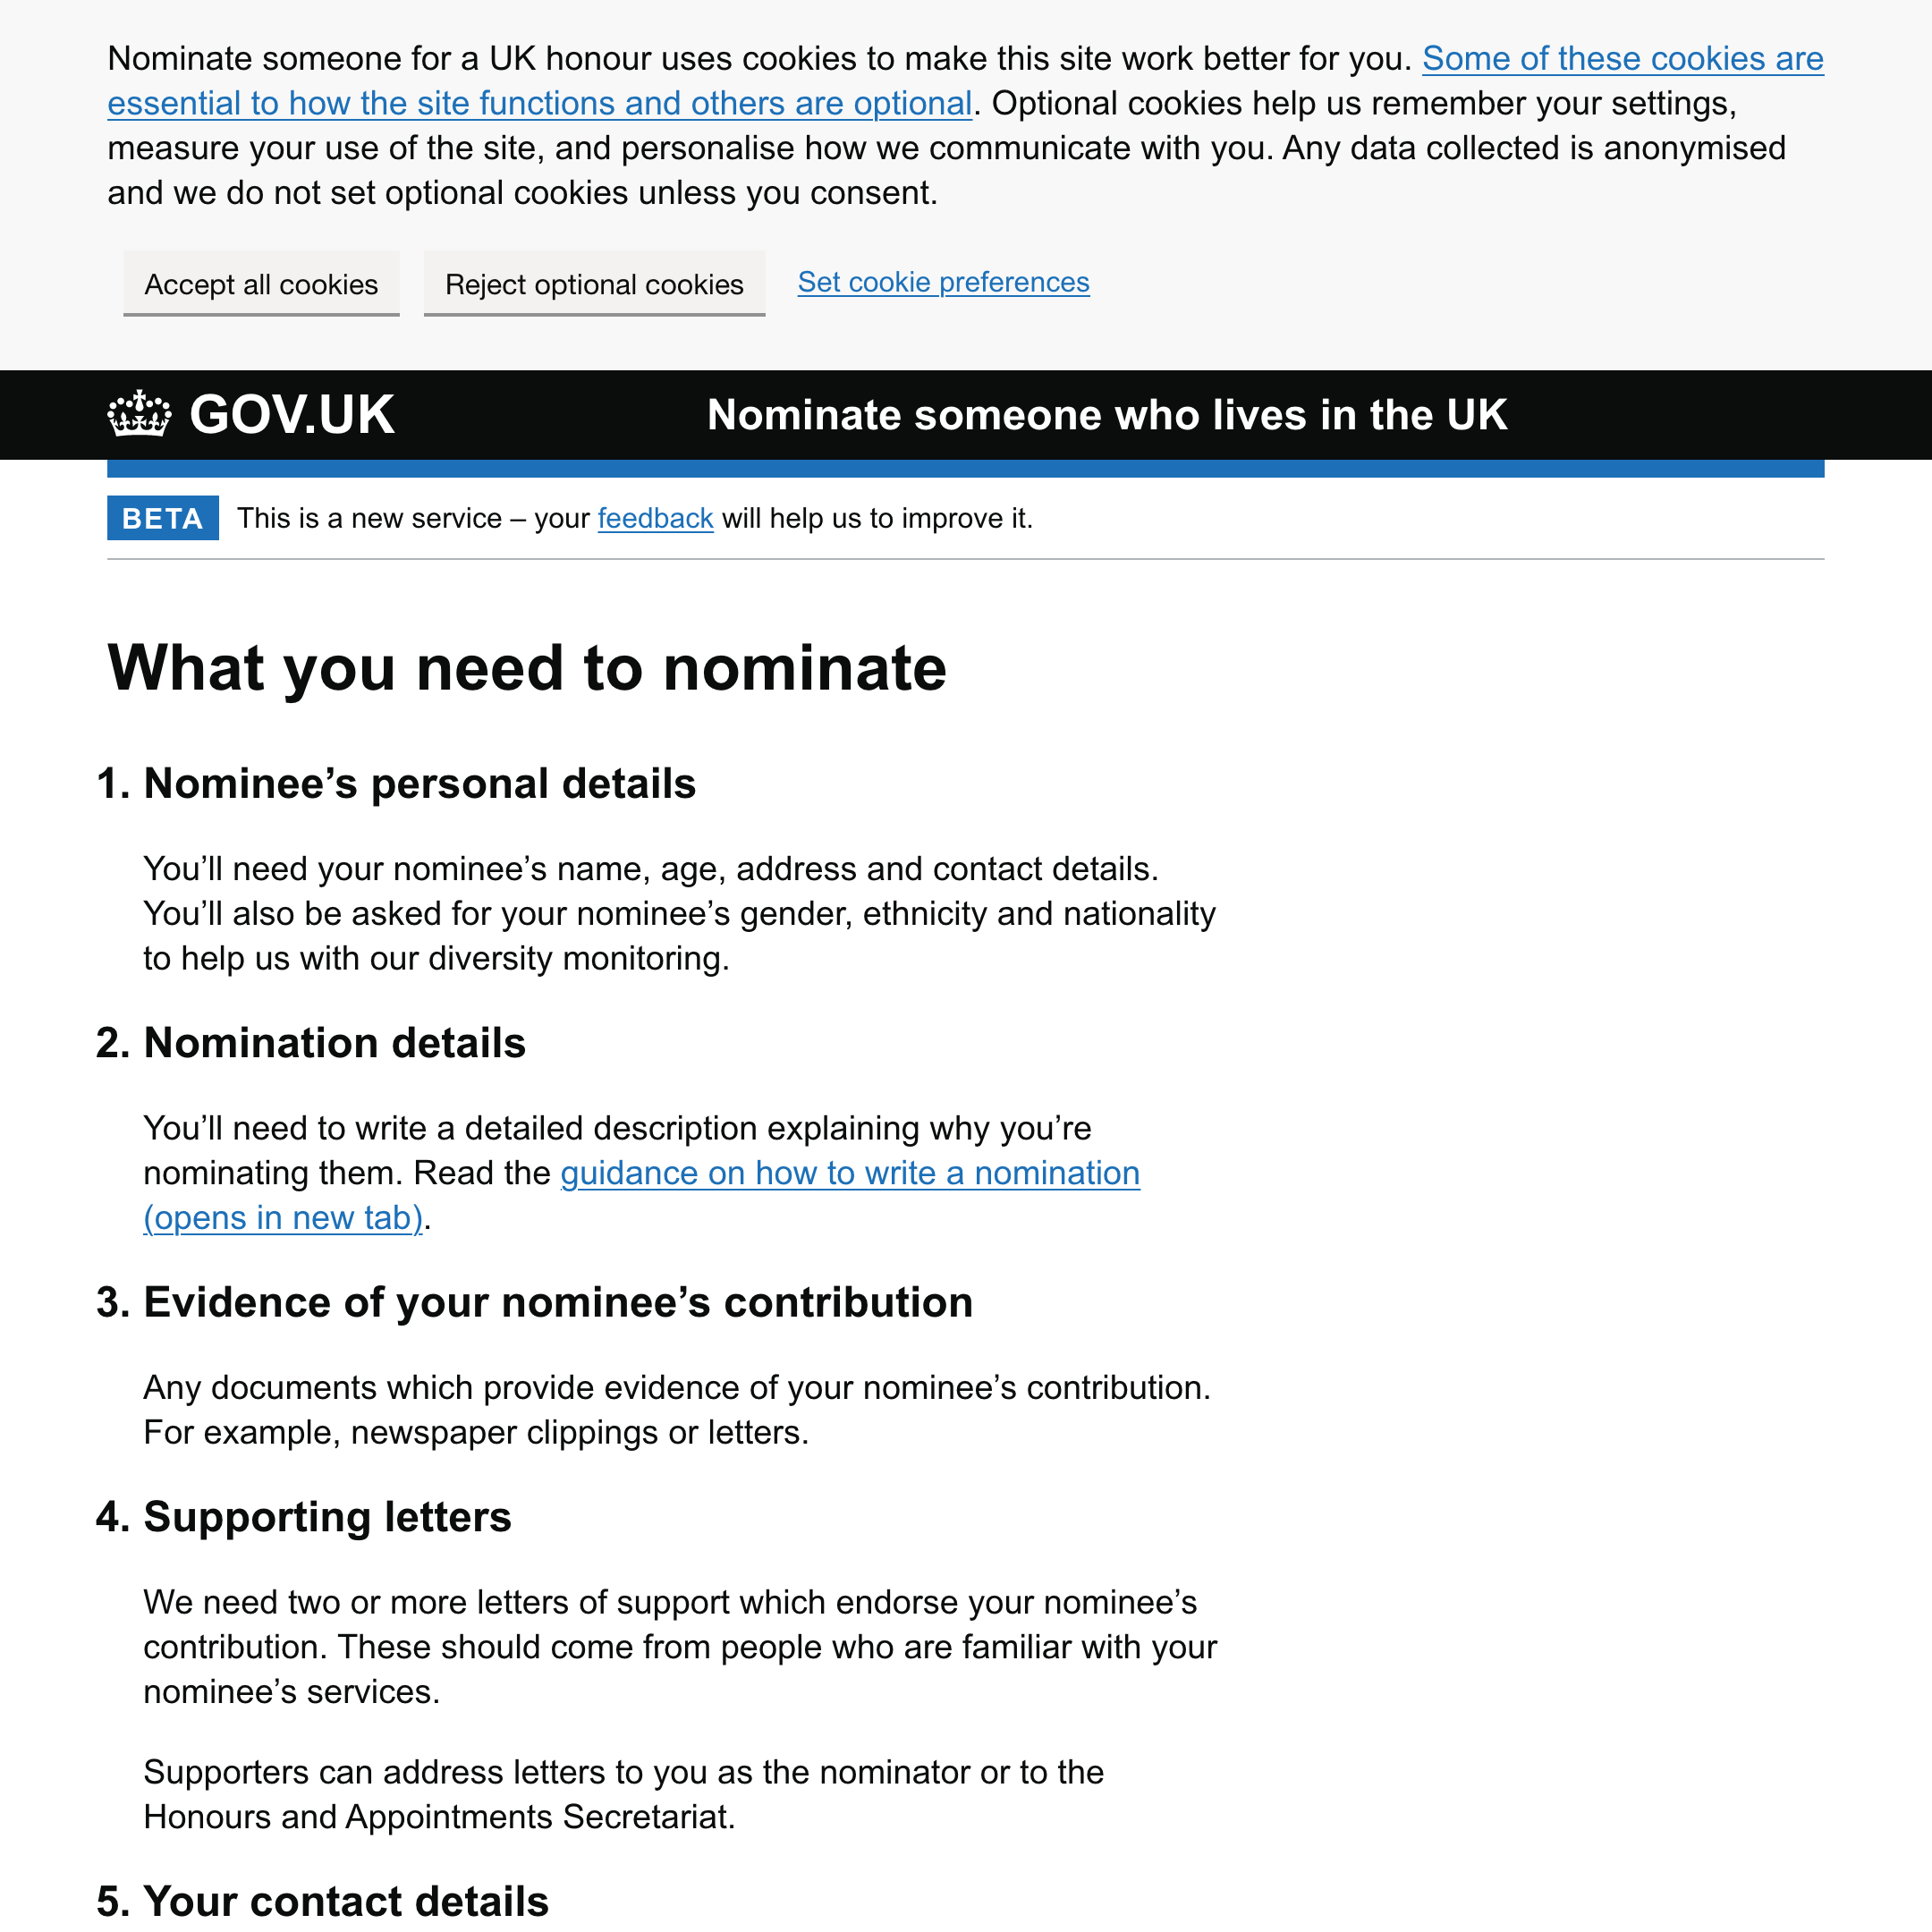 Nominate someone for a UK honour uses cookies to make this site work better for you. Some of these cookies are
essential to how the site functions and others are optional. Optional cookies help us remember your settings,
measure your use of the site, and personalise how we communicate with you. Any data collected is anonymised
and we do not set optional cookies unless you consent.
Accept all cookies Reject optional cookies Set cookie preferences
GOV.UK Nominate someone who lives in the UK
BETA This is a new service – your feedback will help us to improve it.
What you need to nominate
1. Nominee’s personal details
You’ll need your nominee’s name, age, address and contact details.
You’ll also be asked for your nominee’s gender, ethnicity and nationality
to help us with our diversity monitoring.
2. Nomination details
You’ll need to write a detailed description explaining why you’re
nominating them. Read the guidance on how to write a nomination
(opens in new tab).
3. Evidence of your nominee’s contribution
Any documents which provide evidence of your nominee’s contribution.
For example, newspaper clippings or letters.
4. Supporting letters
We need two or more letters of support which endorse your nominee’s
contribution. These should come from people who are familiar with your
nominee’s services.
Supporters can address letters to you as the nominator or to the
Honours and Appointments Secretariat.
5. Your contact details